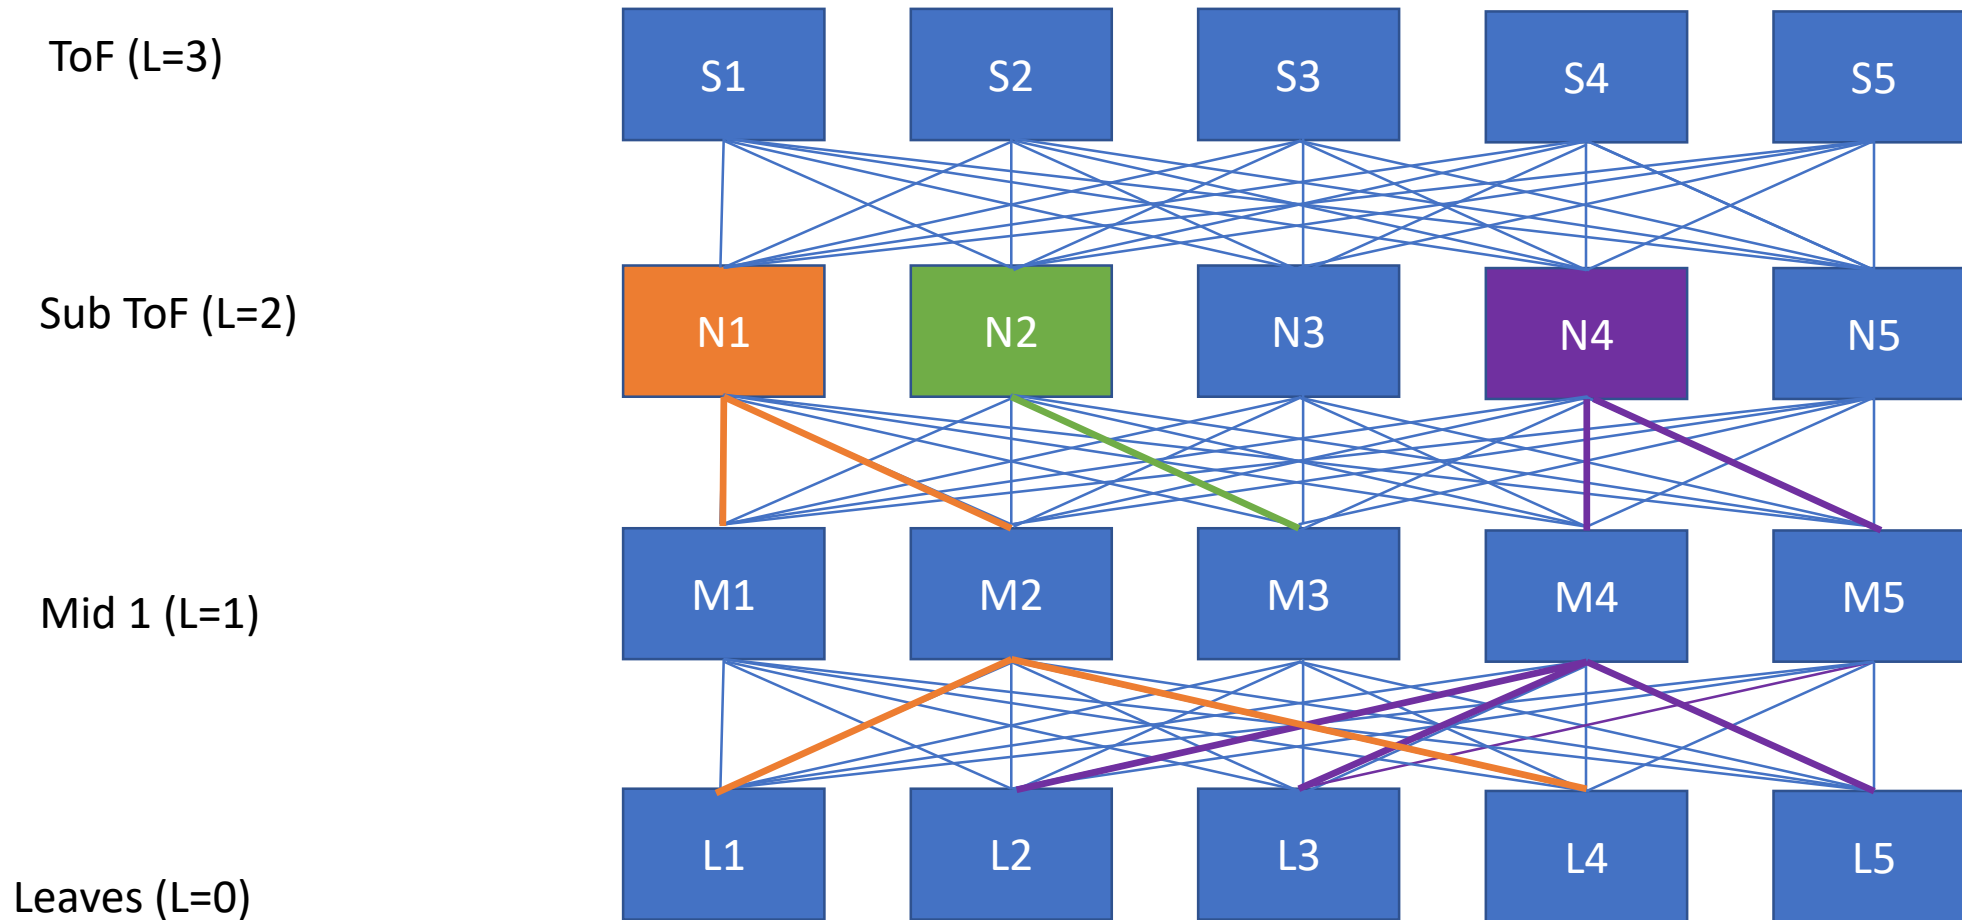 ToF (L=3)
S1 S2 S3 S4 S5
Sub ToF (L=2)
N1 N2 N3 N4 N5
Mid 1 (L=1)
M1 M2 M3 M4 M5
Leaves (L=0)
L1 L2 L3 L4 L5